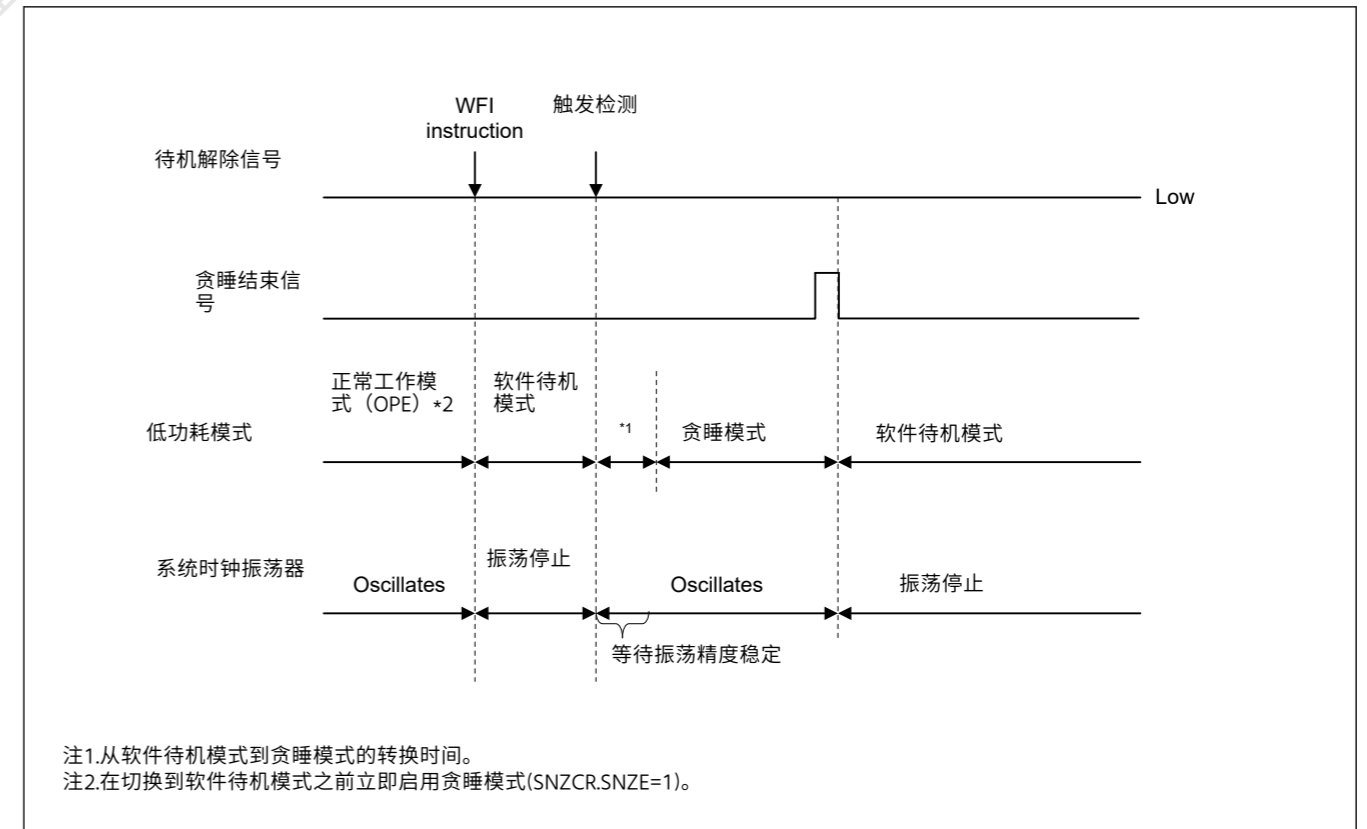 WFI
instruction
触发检测
待机解除信号
Low
贪睡结束信
号
正常工作模
式（OPE）*2
软件待机
模式
低功耗模式
*1
贪睡模式
软件待机模式
系统时钟振荡器
Oscillates
振荡停止
Oscillates
振荡停止
等待振荡精度稳定
注1.从软件待机模式到贪睡模式的转换时间。
注2.在切换到软件待机模式之前立即启用贪睡模式(SNZCR.SNZE=1)。